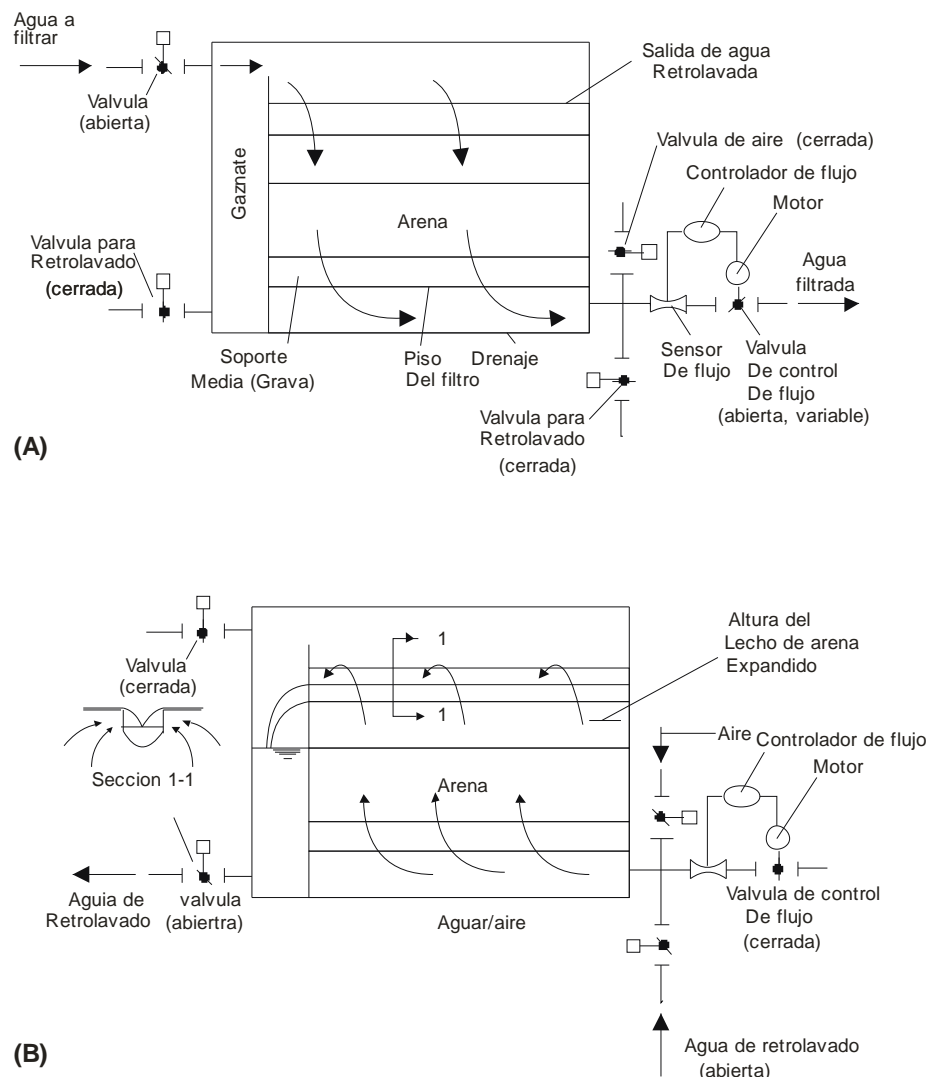 Agua a
filtrar
Valvula
(abierta)
Salida de agua
Retrolavada
Valvula de aire (cerrada)
Controlador de flujo
Motor
Gaznate
Arena
Valvula para
Retrolavado
(cerrada)
Agua
filtrada
Soporte
Media (Grava)
Piso
Del filtro
Drenaje
Sensor
De flujo
Valvula
De control
De flujo
(abierta, variable)
Valvula para
Retrolavado
(cerrada)
(A)
Valvula
(cerrada)
1
1
Altura del
Lecho de arena
Expandido
Seccion 1-1
Aire
Controlador de flujo
Motor
Arena
Aguia de
Retrolavado
valvula
(abiertra)
Aguar/aire
Valvula de control
De flujo
(cerrada)
Agua de retrolavado
(abierta)
(B)